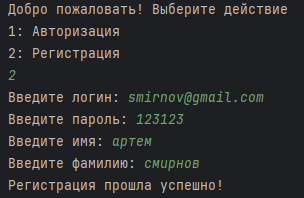 Добро пожаловать! Выберите действие
1: Авторизация
2: Регистрация
2
Введите логин: smirnov@gmail.com
Введите пароль: 123123
Введите имя: артем
Введите фамилию: смирнов
Регистрация прошла успешно!